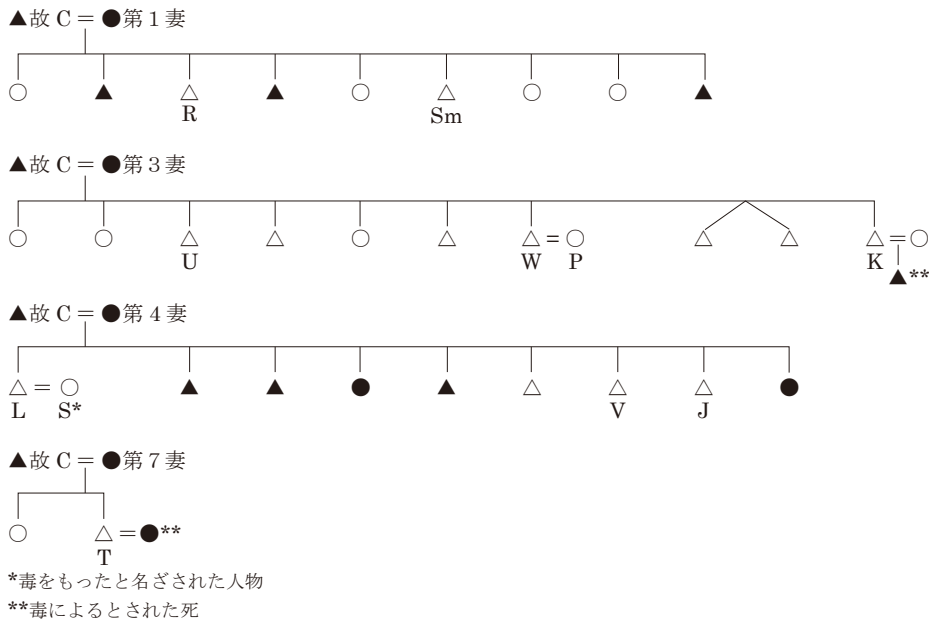 ▲故 C = ●第1妻
R
Sm
▲故 C = ●第3妻
=
=
U
W
P
K
**
▲故 C = ●第4妻
=
L
S*
V
J
▲故 C = ●第7妻
= ●**
T
*毒をもったと名ざされた人物
**毒によるとされた死